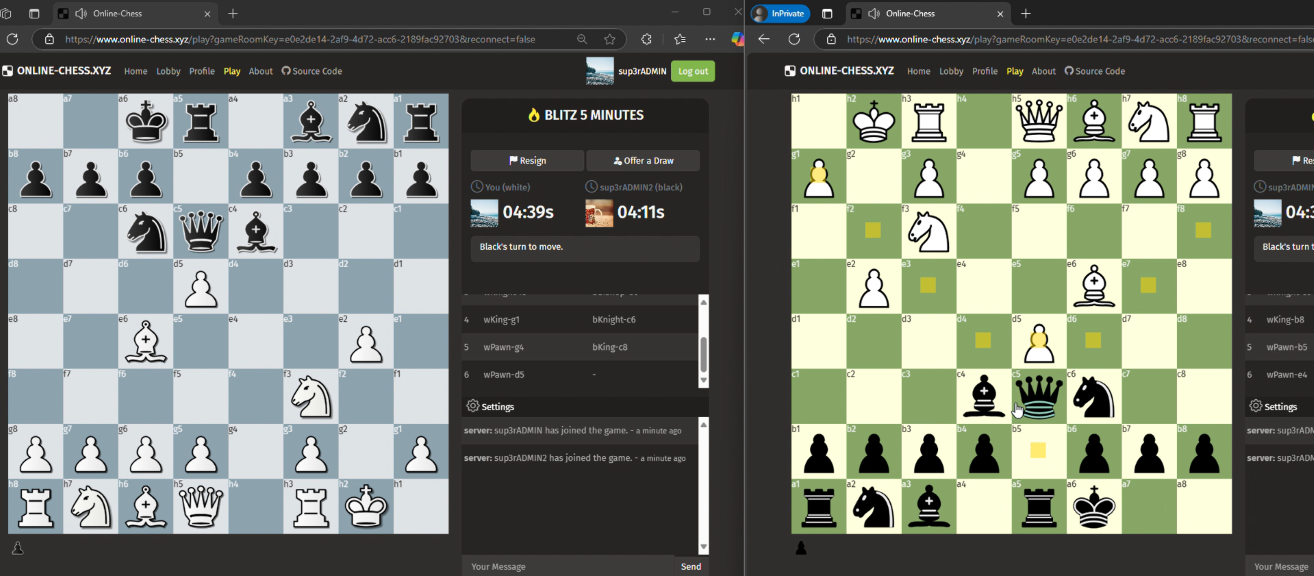 Online-Chess
https://www.online-chess.xyz/play?gameRoomKey=e0e2de14-2af9-4d72-acc6-2189fac92703&reconnect=false
ONLINE-CHESS.XYZ Home Lobby Profile Play About Source Code sup3rADMIN Log out
a8 a7 a6 a5 a4 a3 a2 a1
b8 b7 b6 b5 b4 b3 b2 b1
c8 c7 c6 c5 c4 c3 c2 c1
d8 d7 d6 d5 d4 d3 d2 d1
e8 e7 e6 e5 e4 e3 e2 e1
f8 f7 f6 f5 f4 f3 f2 f1
g8 g7 g6 g5 g4 g3 g2 g1
h8 h7 h6 h5 h4 h3 h2 h1
BLITZ 5 MINUTES
Resign Offer a Draw
You (white) sup3rADMIN2 (black)
04:39s 04:11s
Black's turn to move.
4 wKing-g1 bKnight-c6
5 wPawn-g4 bKing-c8
6 wPawn-d5 -
Settings
server: sup3rADMIN has joined the game. - a minute ago
server: sup3rADMIN2 has joined the game. - a minute ago
Your Message Send
InPrivate Online-Chess
https://www.online-chess.xyz/play?gameRoomKey=e0e2de14-2af9-4d72-acc6-2189fac92703&reconnect=fals
ONLINE-CHESS.XYZ Home Lobby Profile Play About Source Code
h1 h2 h3 h4 h5 h6 h7 h8
g1 g2 g3 g4 g5 g6 g7 g8
f1 f2 f3 f4 f5 f6 f7 f8
e1 e2 e3 e4 e5 e6 e7 e8
d1 d2 d3 d4 d5 d6 d7 d8
c1 c2 c3 c4 c5 c6 c7 c8
b1 b2 b3 b4 b5 b6 b7 b8
a1 a2 a3 a4 a5 a6 a7 a8
Re
sup3rADMIN
04:3
Black's turn t
4 wKing-b8
5 wPawn-b5
6 wPawn-e4
Settings
server: sup3rADM
server: sup3rADM
Your Message